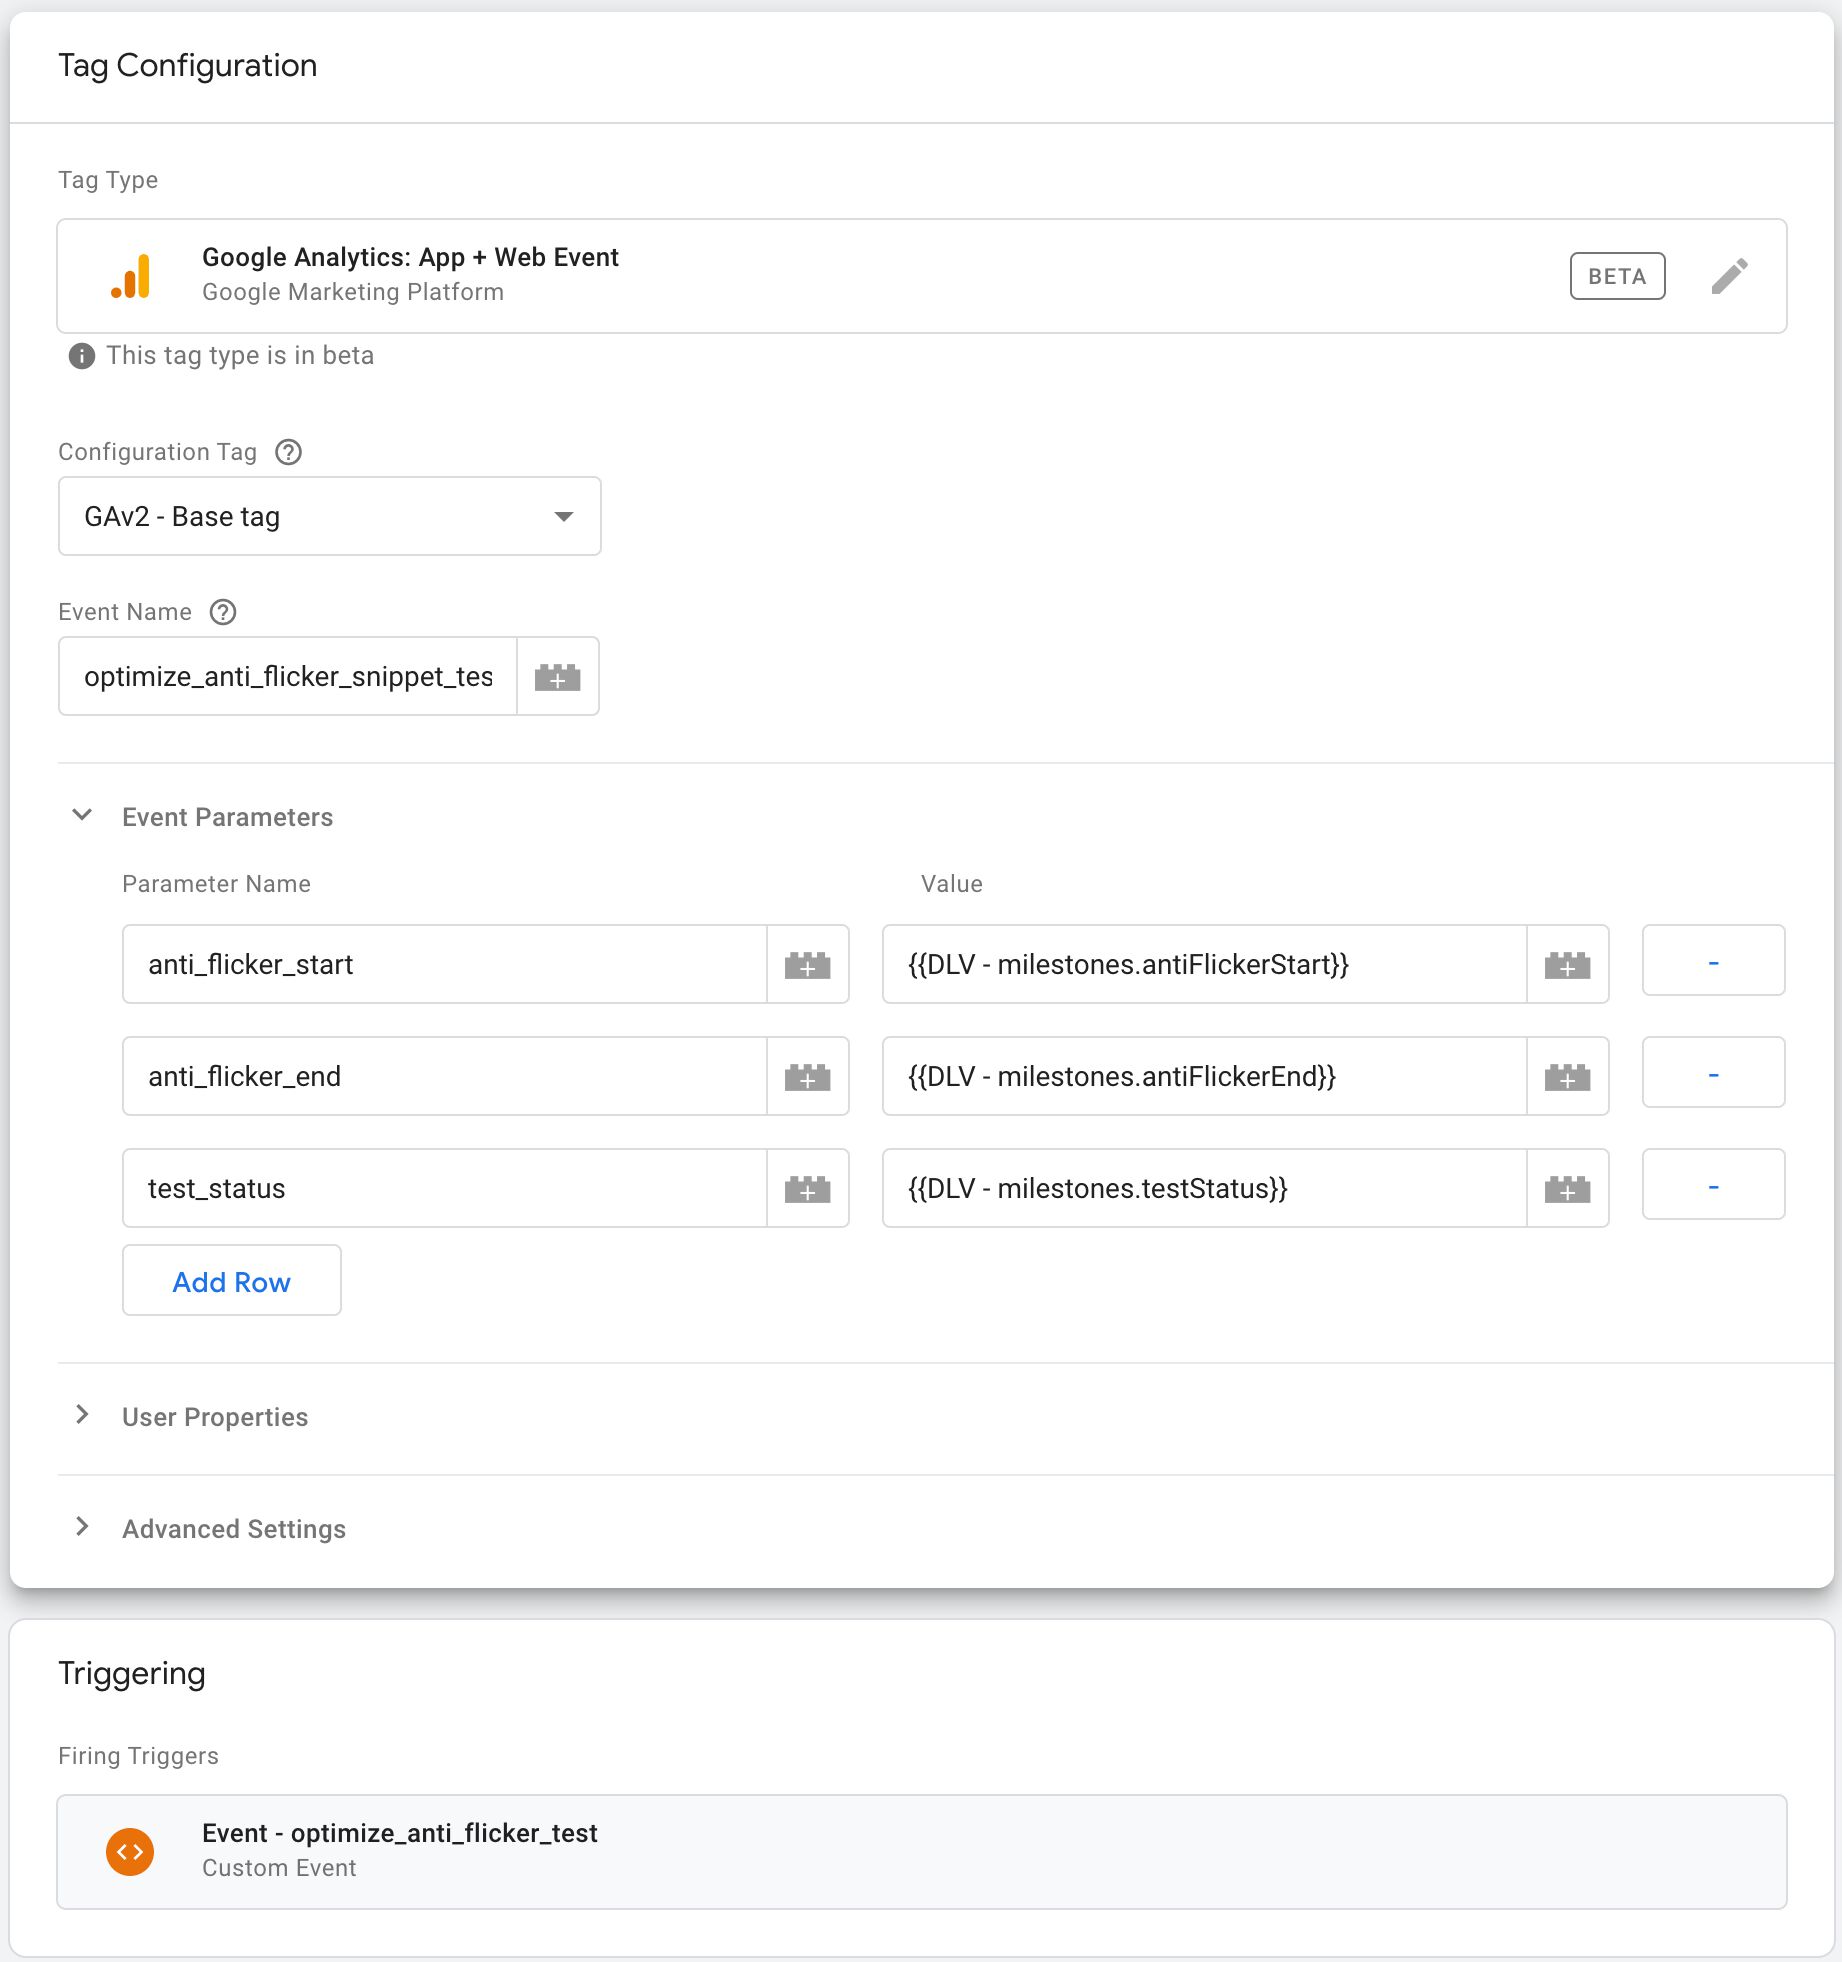 Tag Configuration
Tag Type
Google Analytics: App + Web Event
Google Marketing Platform
BETA
This tag type is in beta
Configuration Tag
GAv2 - Base tag
Event Name
optimize_anti_flicker_snippet_tes
Event Parameters
Parameter Name Value
anti_flicker_start {{DLV - milestones.antiFlickerStart}} -
anti_flicker_end {{DLV - milestones.antiFlickerEnd}} -
test_status {{DLV - milestones.testStatus}} -
Add Row
User Properties
Advanced Settings
Triggering
Firing Triggers
Event - optimize_anti_flicker_test
Custom Event